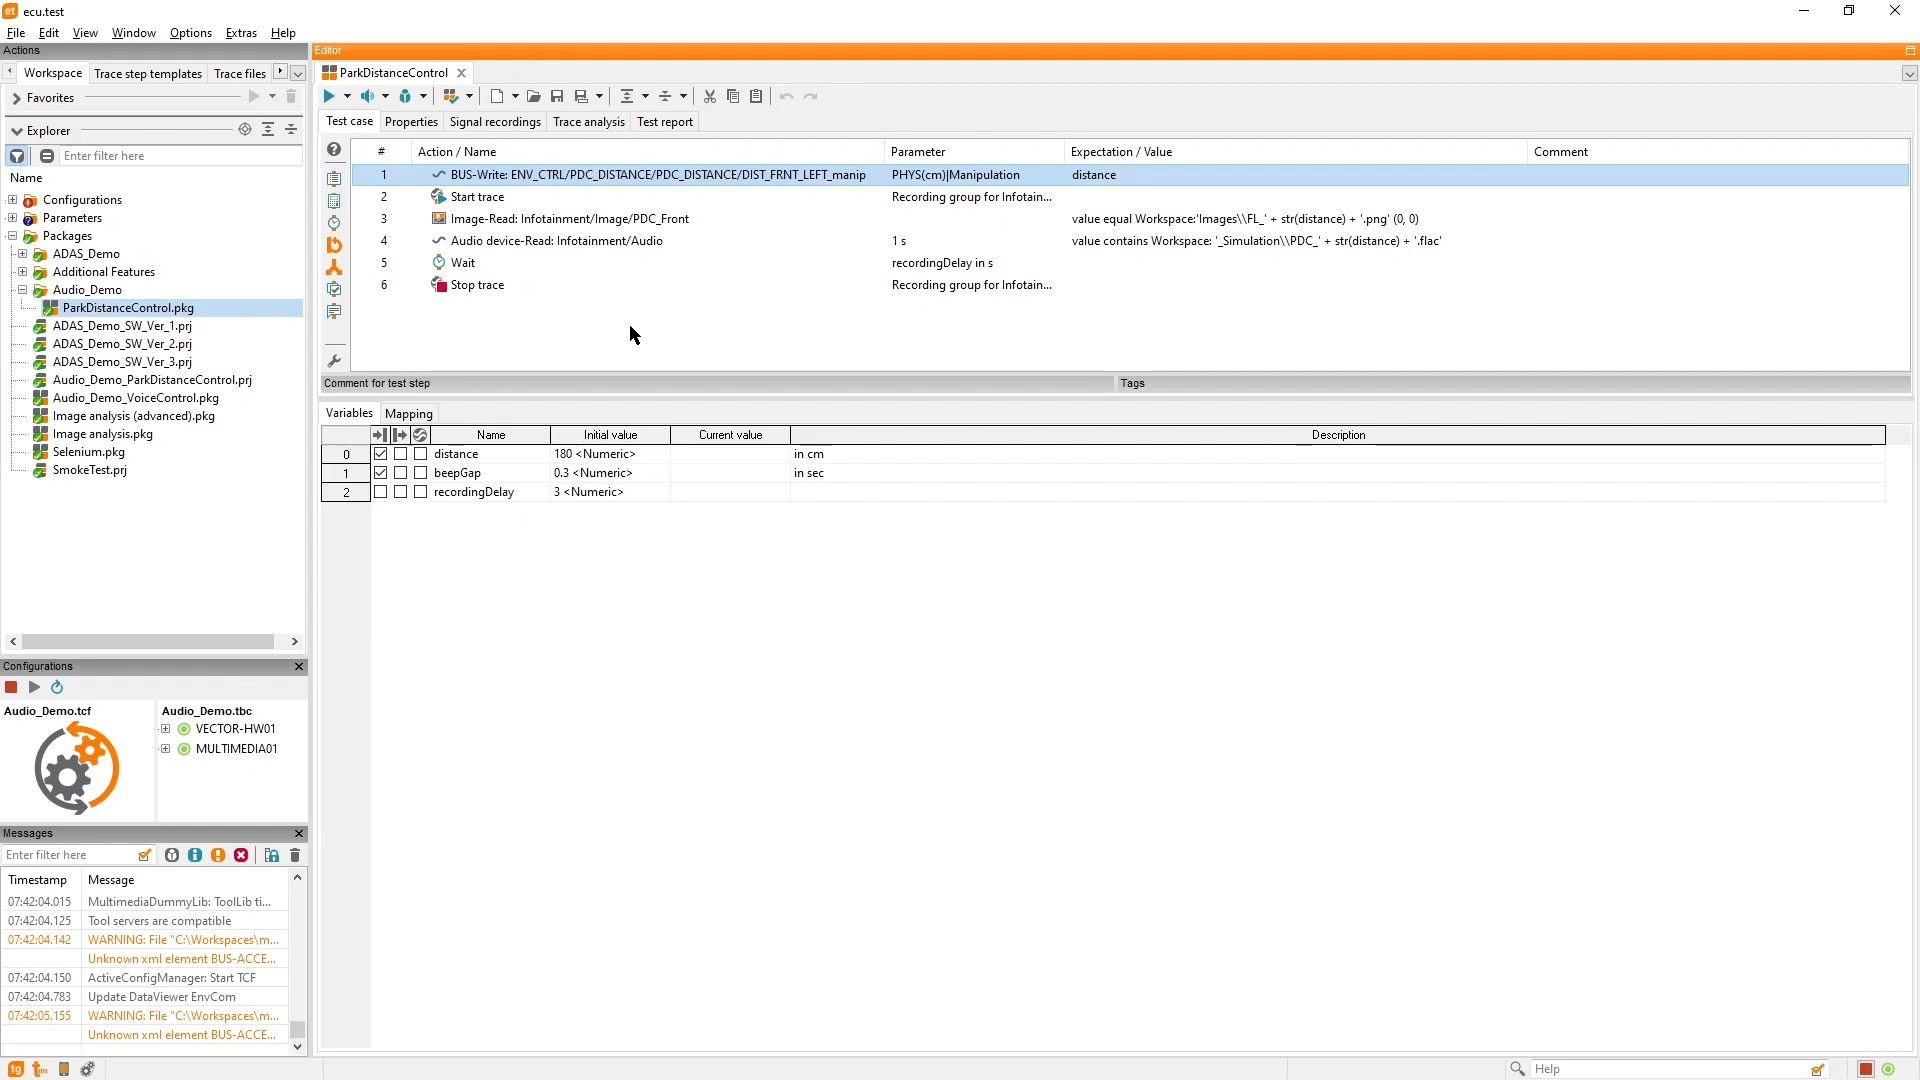 ecu.test
File Edit View Window Options Extras Help
Actions
Workspace Trace step templates Trace files
Favorites
Explorer
Enter filter here
Name
Configurations
Parameters
Packages
ADAS_Demo
Additional Features
Audio_Demo
ParkDistanceControl.pkg
ADAS_Demo_SW_Ver_1.prj
ADAS_Demo_SW_Ver_2.prj
ADAS_Demo_SW_Ver_3.prj
Audio_Demo_ParkDistanceControl.prj
Audio_Demo_VoiceControl.pkg
Image analysis (advanced).pkg
Image analysis.pkg
Selenium.pkg
SmokeTest.prj
Configurations
Audio_Demo.tcf
Audio_Demo.tbc
VECTOR-HW01
MULTIMEDIA01
Messages
Enter filter here
Timestamp Message
07:42:04.015 MultimediaDummyLib: ToolLib ti...
07:42:04.125 Tool servers are compatible
07:42:04.142 WARNING: File "C:\Workspaces\m...
Unknown xml element BUS-ACCE...
07:42:04.150 ActiveConfigManager: Start TCF
07:42:04.783 Update DataViewer EnvCom
07:42:05.155 WARNING: File "C:\Workspaces\m...
Unknown xml element BUS-ACCE...
Editor
ParkDistanceControl
Test case Properties Signal recordings Trace analysis Test report
# Action / Name Parameter Expectation / Value Comment
1 BUS-Write: ENV_CTRL/PDC_DISTANCE/PDC_DISTANCE/DIST_FRNT_LEFT_manip PHYS(cm)|Manipulation distance
2 Start trace Recording group for Infotain...
3 Image-Read: Infotainment/Image/PDC_Front value equal Workspace:'Images\\FL_' + str(distance) + '.png' (0, 0)
4 Audio device-Read: Infotainment/Audio 1 s value contains Workspace: '_Simulation\\PDC_' + str(distance) + '.flac'
5 Wait recordingDelay in s
6 Stop trace Recording group for Infotain...
Comment for test step Tags
Variables Mapping
Name Initial value Current value Description
0 distance 180 <Numeric> in cm
1 beepGap 0.3 <Numeric> in sec
2 recordingDelay 3 <Numeric>
Help